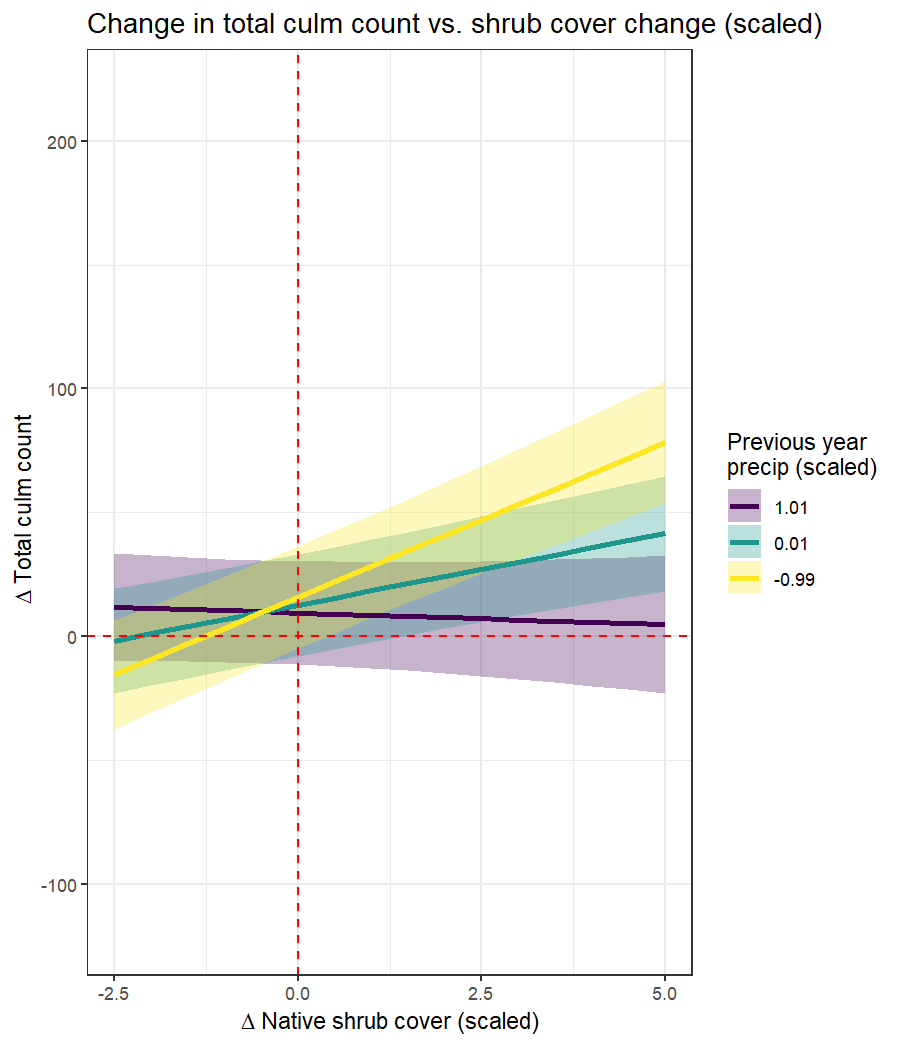 Change in total culm count vs. shrub cover change (scaled)
200
100
0
-100
Δ Total culm count
-2.5
0.0
2.5
5.0
Δ Native shrub cover (scaled)
Previous year
precip (scaled)
1.01
0.01
-0.99